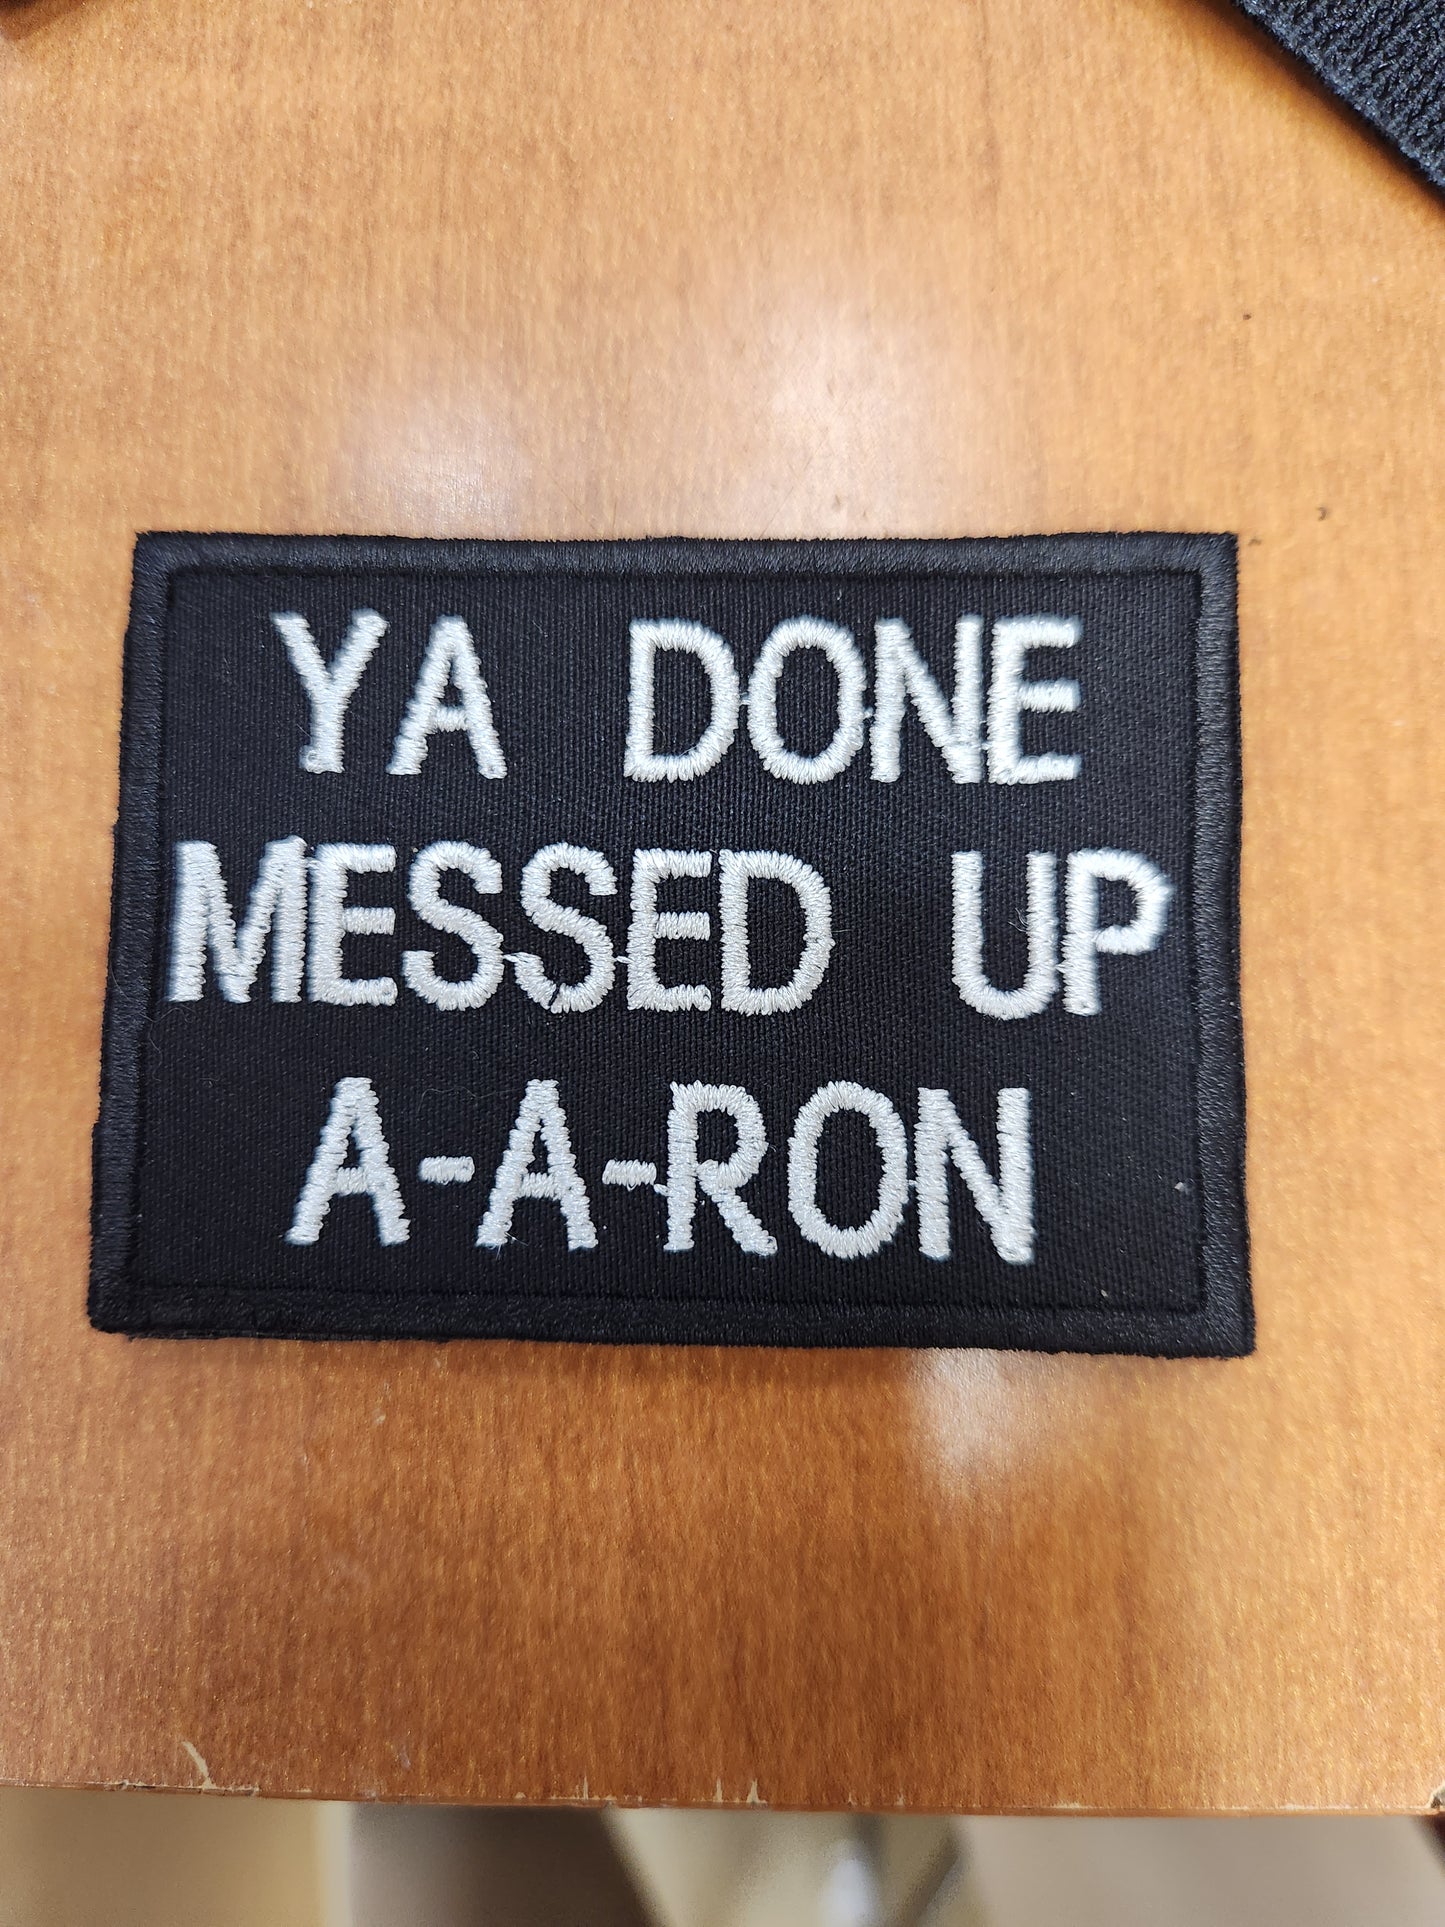 YA DONE
MESSED UP
A-A-RON